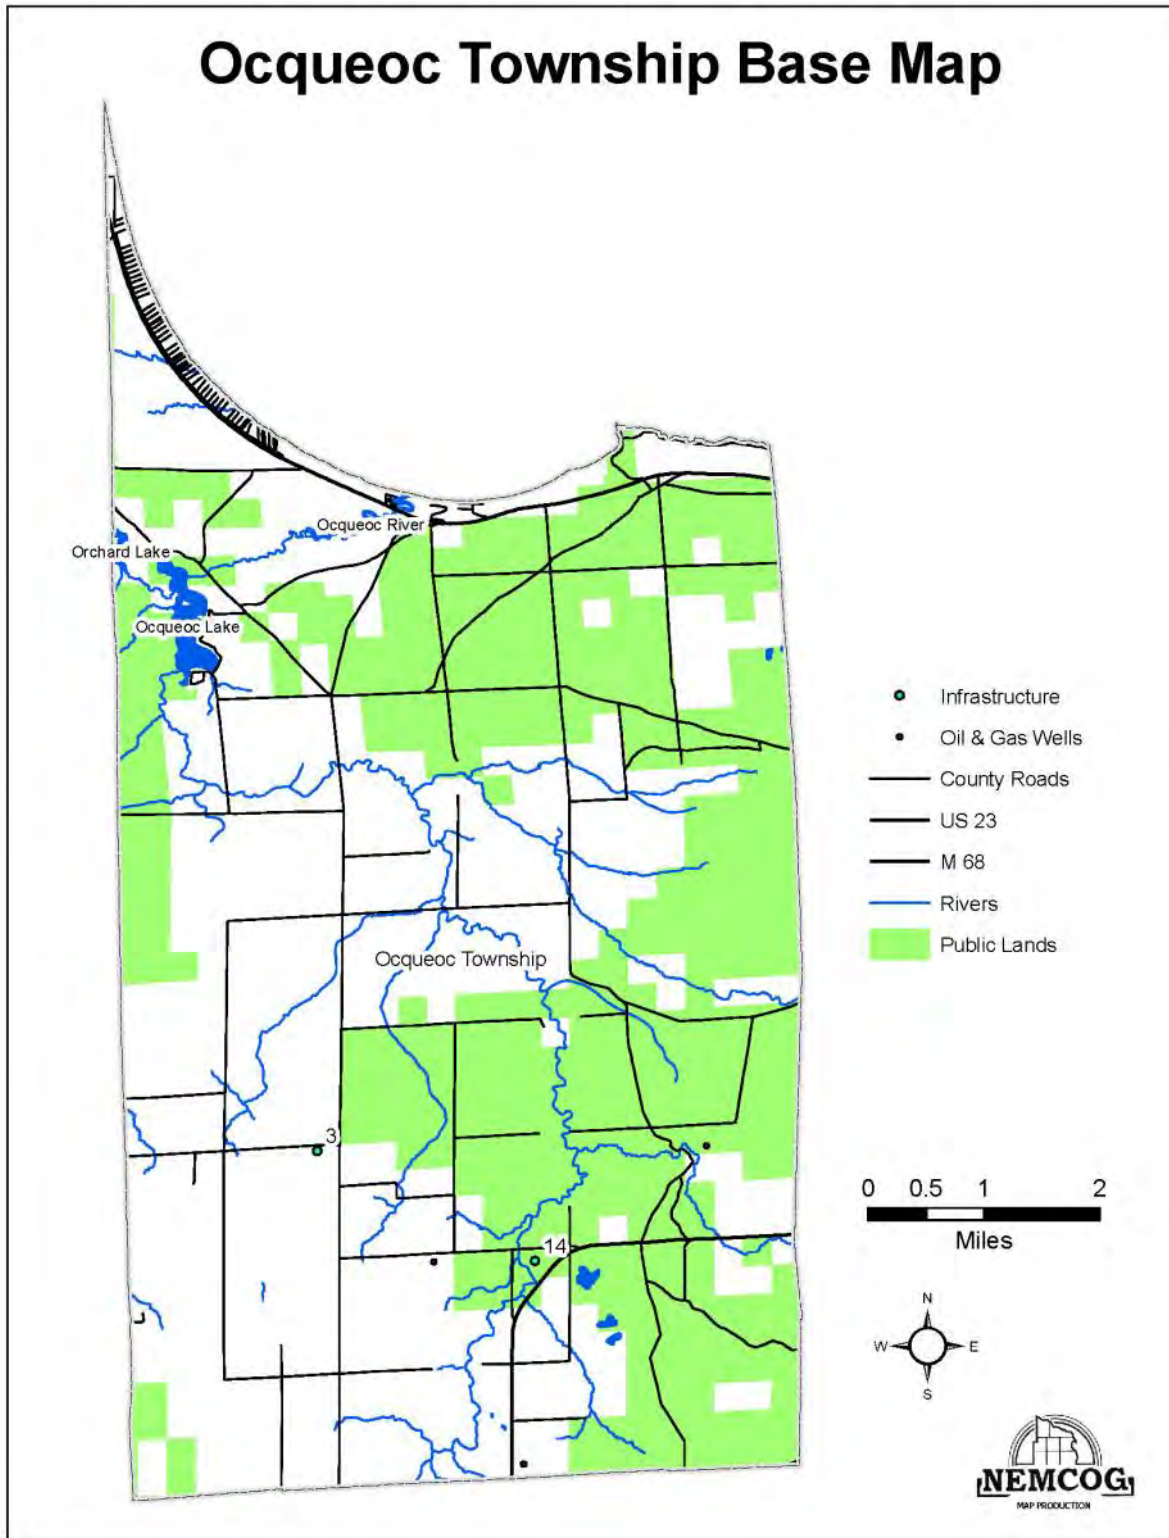 Ocqueoc Township Base Map
Ocqueoc River
Orchard Lake
Ocqueoc Lake
Infrastructure
Oil & Gas Wells
County Roads
US 23
M 68
Rivers
Public Lands
Ocqueoc Township
3
0 0.5 1 2
Miles
14
N
W E
S
NEMCOG
MAP PRODUCTION